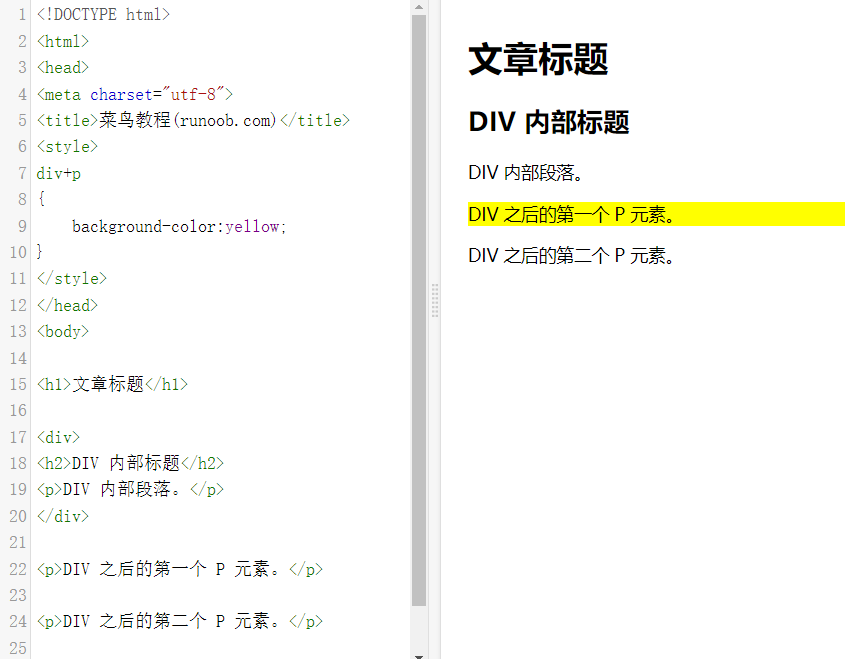 1 <!DOCTYPE html>
2 <html>
3 <head>
4 <meta charset="utf-8">
5 <title>菜鸟教程(runoob.com)</title>
6 <style>
7 div+p
8 {
9     background-color:yellow;
10 }
11 </style>
12 </head>
13 <body>
14
15 <h1>文章标题</h1>
16
17 <div>
18 <h2>DIV 内部标题</h2>
19 <p>DIV 内部段落。</p>
20 </div>
21
22 <p>DIV 之后的第一个 P 元素。</p>
23
24 <p>DIV 之后的第二个 P 元素。</p>
25
文章标题
DIV 内部标题
DIV 内部段落。
DIV 之后的第一个 P 元素。
DIV 之后的第二个 P 元素。